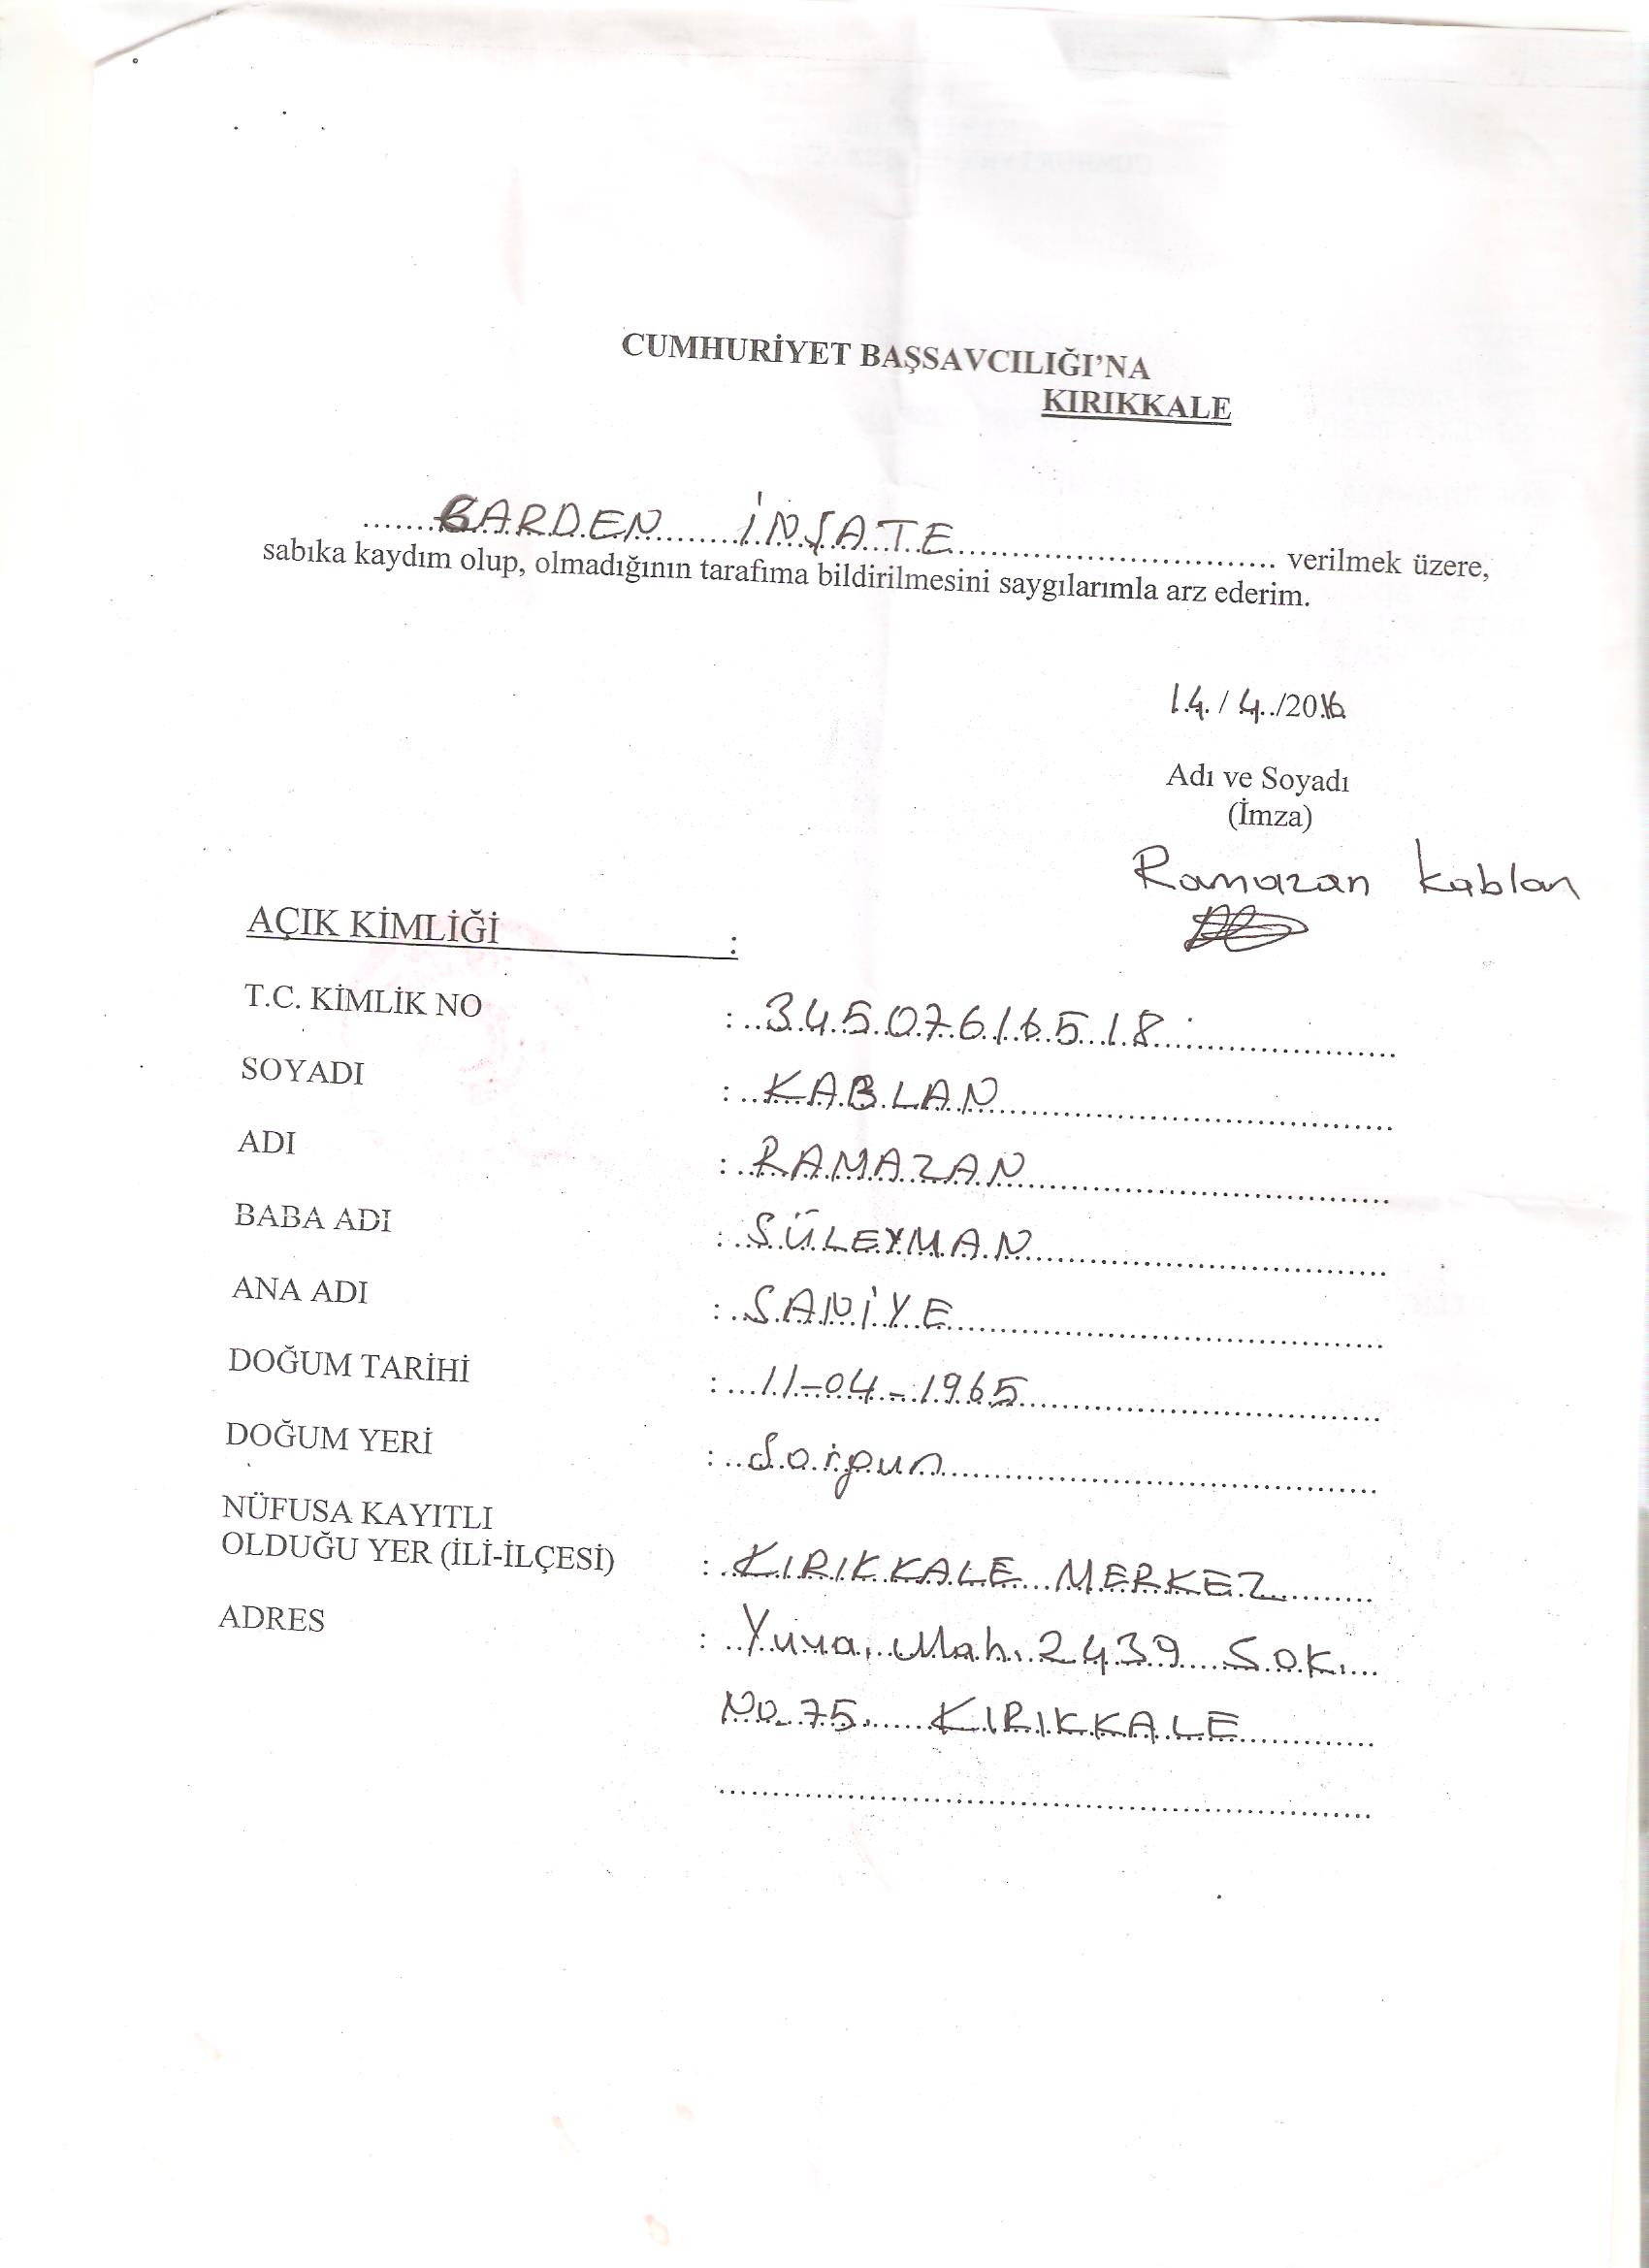 CUMHURİYET BAŞSAVCILIĞI'NA
KIRIKKALE
.......GARDEN.......İNŞATE.................................... verilmek üzere,
sabıka kaydım olup, olmadığının tarafıma bildirilmesini saygılarımla arz ederim.
14 / 4 /2016
Adı ve Soyadı
(İmza)
Ramazan Kablan
AÇIK KİMLİĞİ :
T.C. KİMLİK NO : 34507616518
SOYADI : KABLAN
ADI : RAMAZAN
BABA ADI : SÜLEYMAN
ANA ADI : SANİYE
DOĞUM TARİHİ : 11-04-1965
DOĞUM YERİ : Sorgun
NÜFUSA KAYITLI
OLDUĞU YER (İLİ-İLÇESİ) : KIRIKKALE MERKEZ
ADRES : Yuva. Mah. 2439 SOK.
No. 75. KIRIKKALE